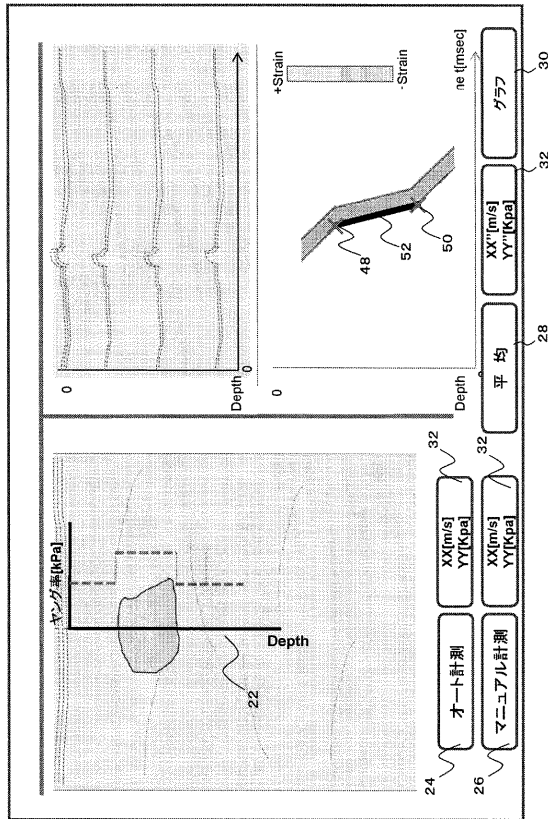 ヤング率[kPa]
Depth
22
0
Depth
0
+Strain
-Strain
0
48
52
50
Depth
ne t[msec]
24
オート計測
XX[m/s]
YY[Kpa]
32
26
マニュアル計測
XX[m/s]
YY[Kpa]
32
平 均
28
XX"[m/s]
YY"[Kpa]
32
グラフ
30